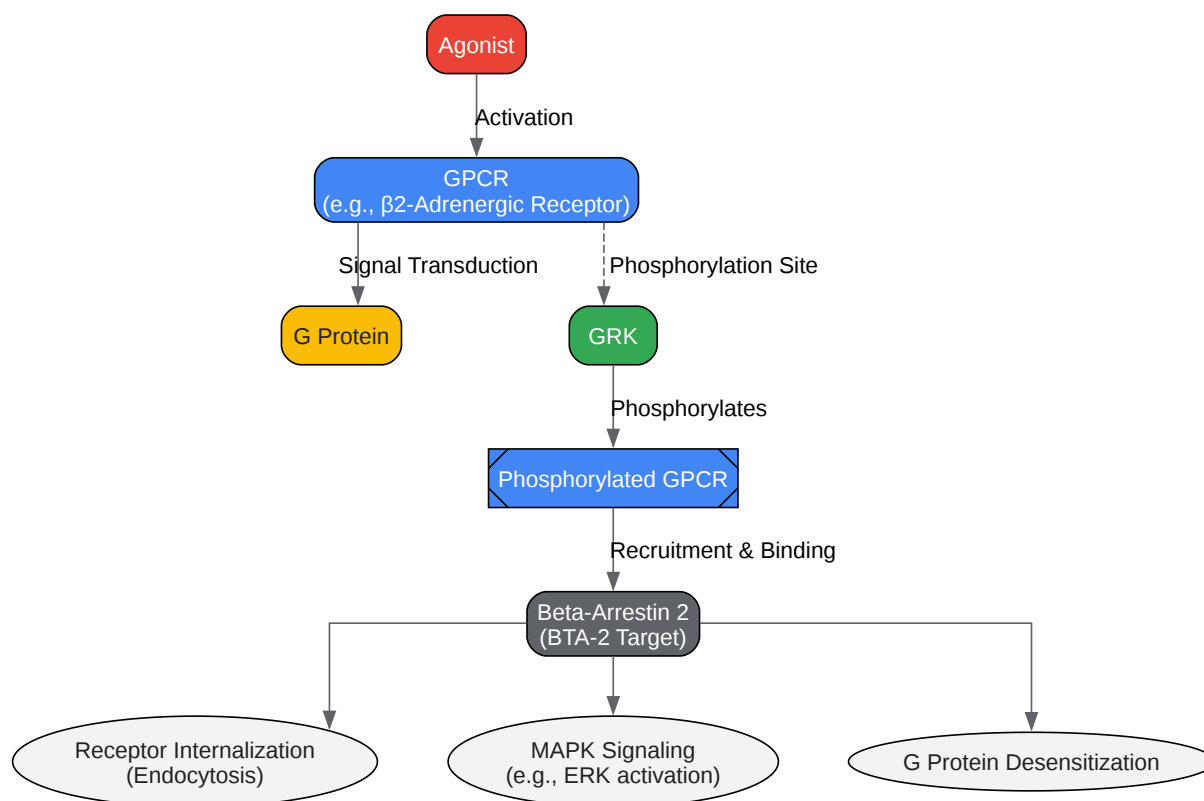 Agonist
Activation
GPCR
(e.g., β2-Adrenergic Receptor)
Signal Transduction
Phosphorylation Site
G Protein
GRK
Phosphorylates
Phosphorylated GPCR
Recruitment & Binding
Beta-Arrestin 2
(BTA-2 Target)
Receptor Internalization
(Endocytosis)
MAPK Signaling
(e.g., ERK activation)
G Protein Desensitization